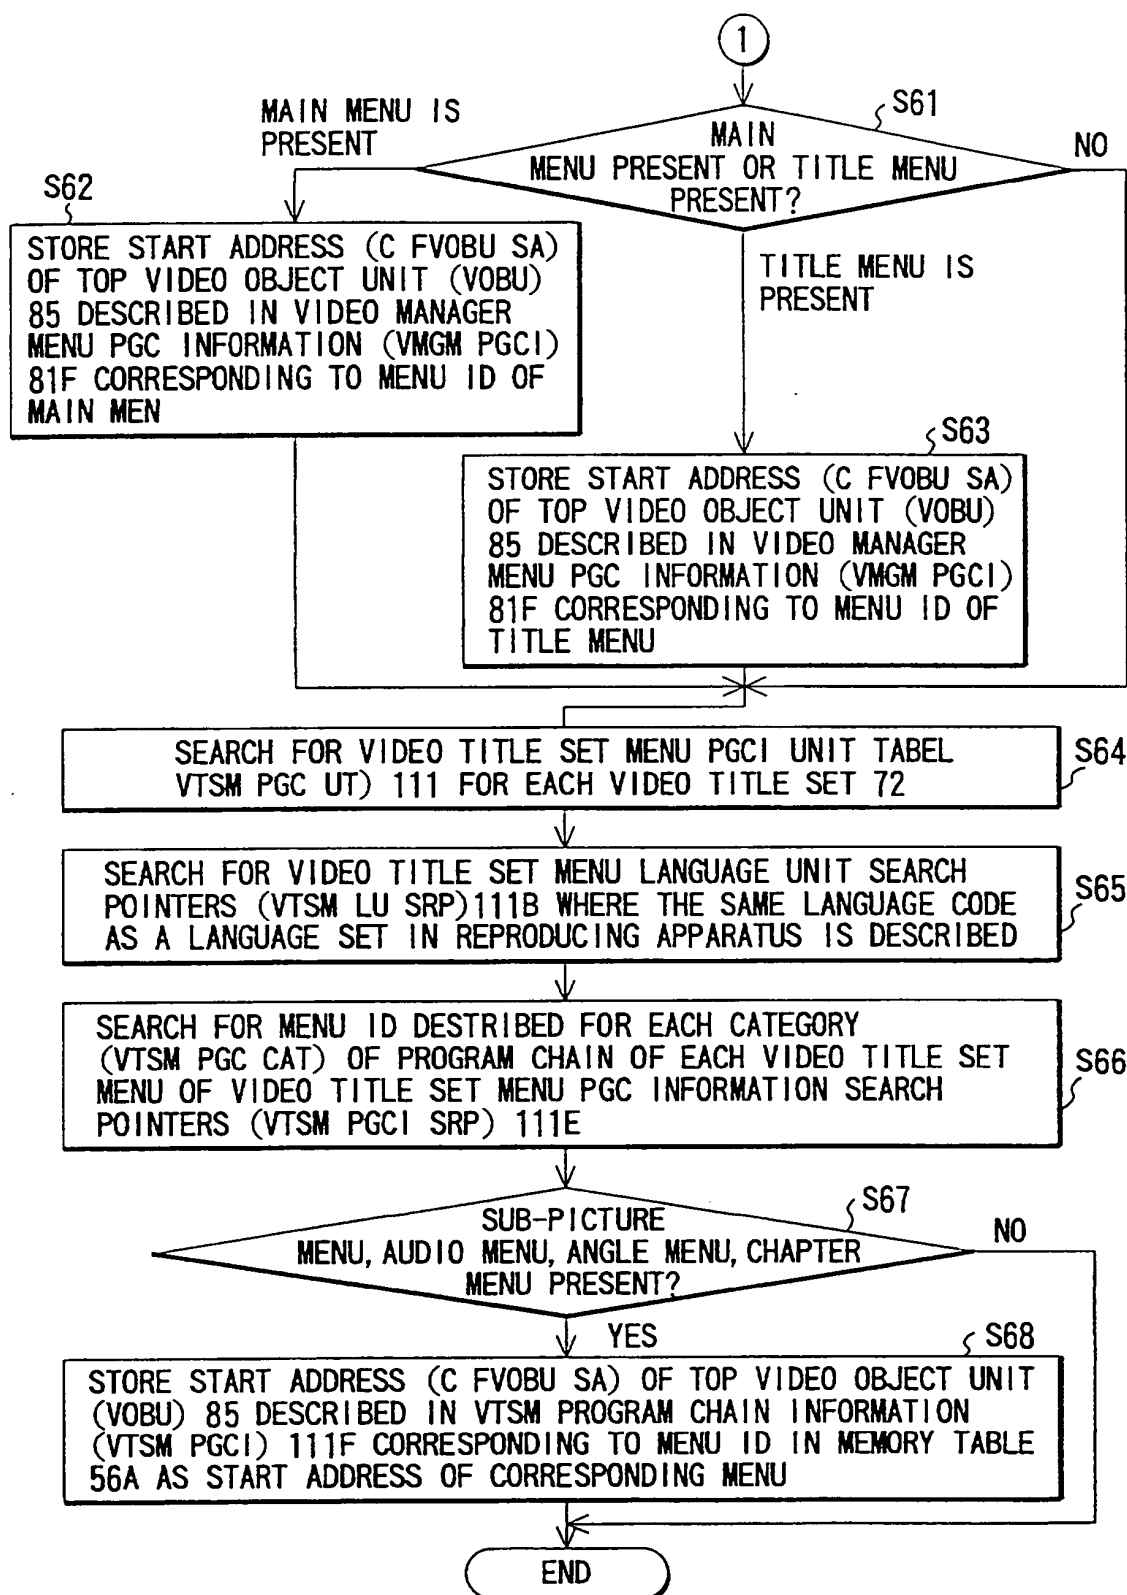 1
S61
MAIN MENU IS
PRESENT
MAIN
MENU PRESENT OR TITLE MENU
PRESENT?
NO
S62
STORE START ADDRESS (C FVOBU SA)
OF TOP VIDEO OBJECT UNIT (VOBU)
85 DESCRIBED IN VIDEO MANAGER
MENU PGC INFORMATION (VMGM PGCI)
81F CORRESPONDING TO MENU ID OF
MAIN MEN
TITLE MENU IS
PRESENT
S63
STORE START ADDRESS (C FVOBU SA)
OF TOP VIDEO OBJECT UNIT (VOBU)
85 DESCRIBED IN VIDEO MANAGER
MENU PGC INFORMATION (VMGM PGCI)
81F CORRESPONDING TO MENU ID OF
TITLE MENU
SEARCH FOR VIDEO TITLE SET MENU PGCI UNIT TABEL
VTSM PGC UT) 111 FOR EACH VIDEO TITLE SET 72
S64
SEARCH FOR VIDEO TITLE SET MENU LANGUAGE UNIT SEARCH
POINTERS (VTSM LU SRP)111B WHERE THE SAME LANGUAGE CODE
AS A LANGUAGE SET IN REPRODUCING APPARATUS IS DESCRIBED
S65
SEARCH FOR MENU ID DESTRIBED FOR EACH CATEGORY
(VTSM PGC CAT) OF PROGRAM CHAIN OF EACH VIDEO TITLE SET
MENU OF VIDEO TITLE SET MENU PGC INFORMATION SEARCH
POINTERS (VTSM PGCI SRP) 111E
S66
S67
SUB-PICTURE
MENU, AUDIO MENU, ANGLE MENU, CHAPTER
MENU PRESENT?
NO
YES
S68
STORE START ADDRESS (C FVOBU SA) OF TOP VIDEO OBJECT UNIT
(VOBU) 85 DESCRIBED IN VTSM PROGRAM CHAIN INFORMATION
(VTSM PGCI) 111F CORRESPONDING TO MENU ID IN MEMORY TABLE
56A AS START ADDRESS OF CORRESPONDING MENU
END